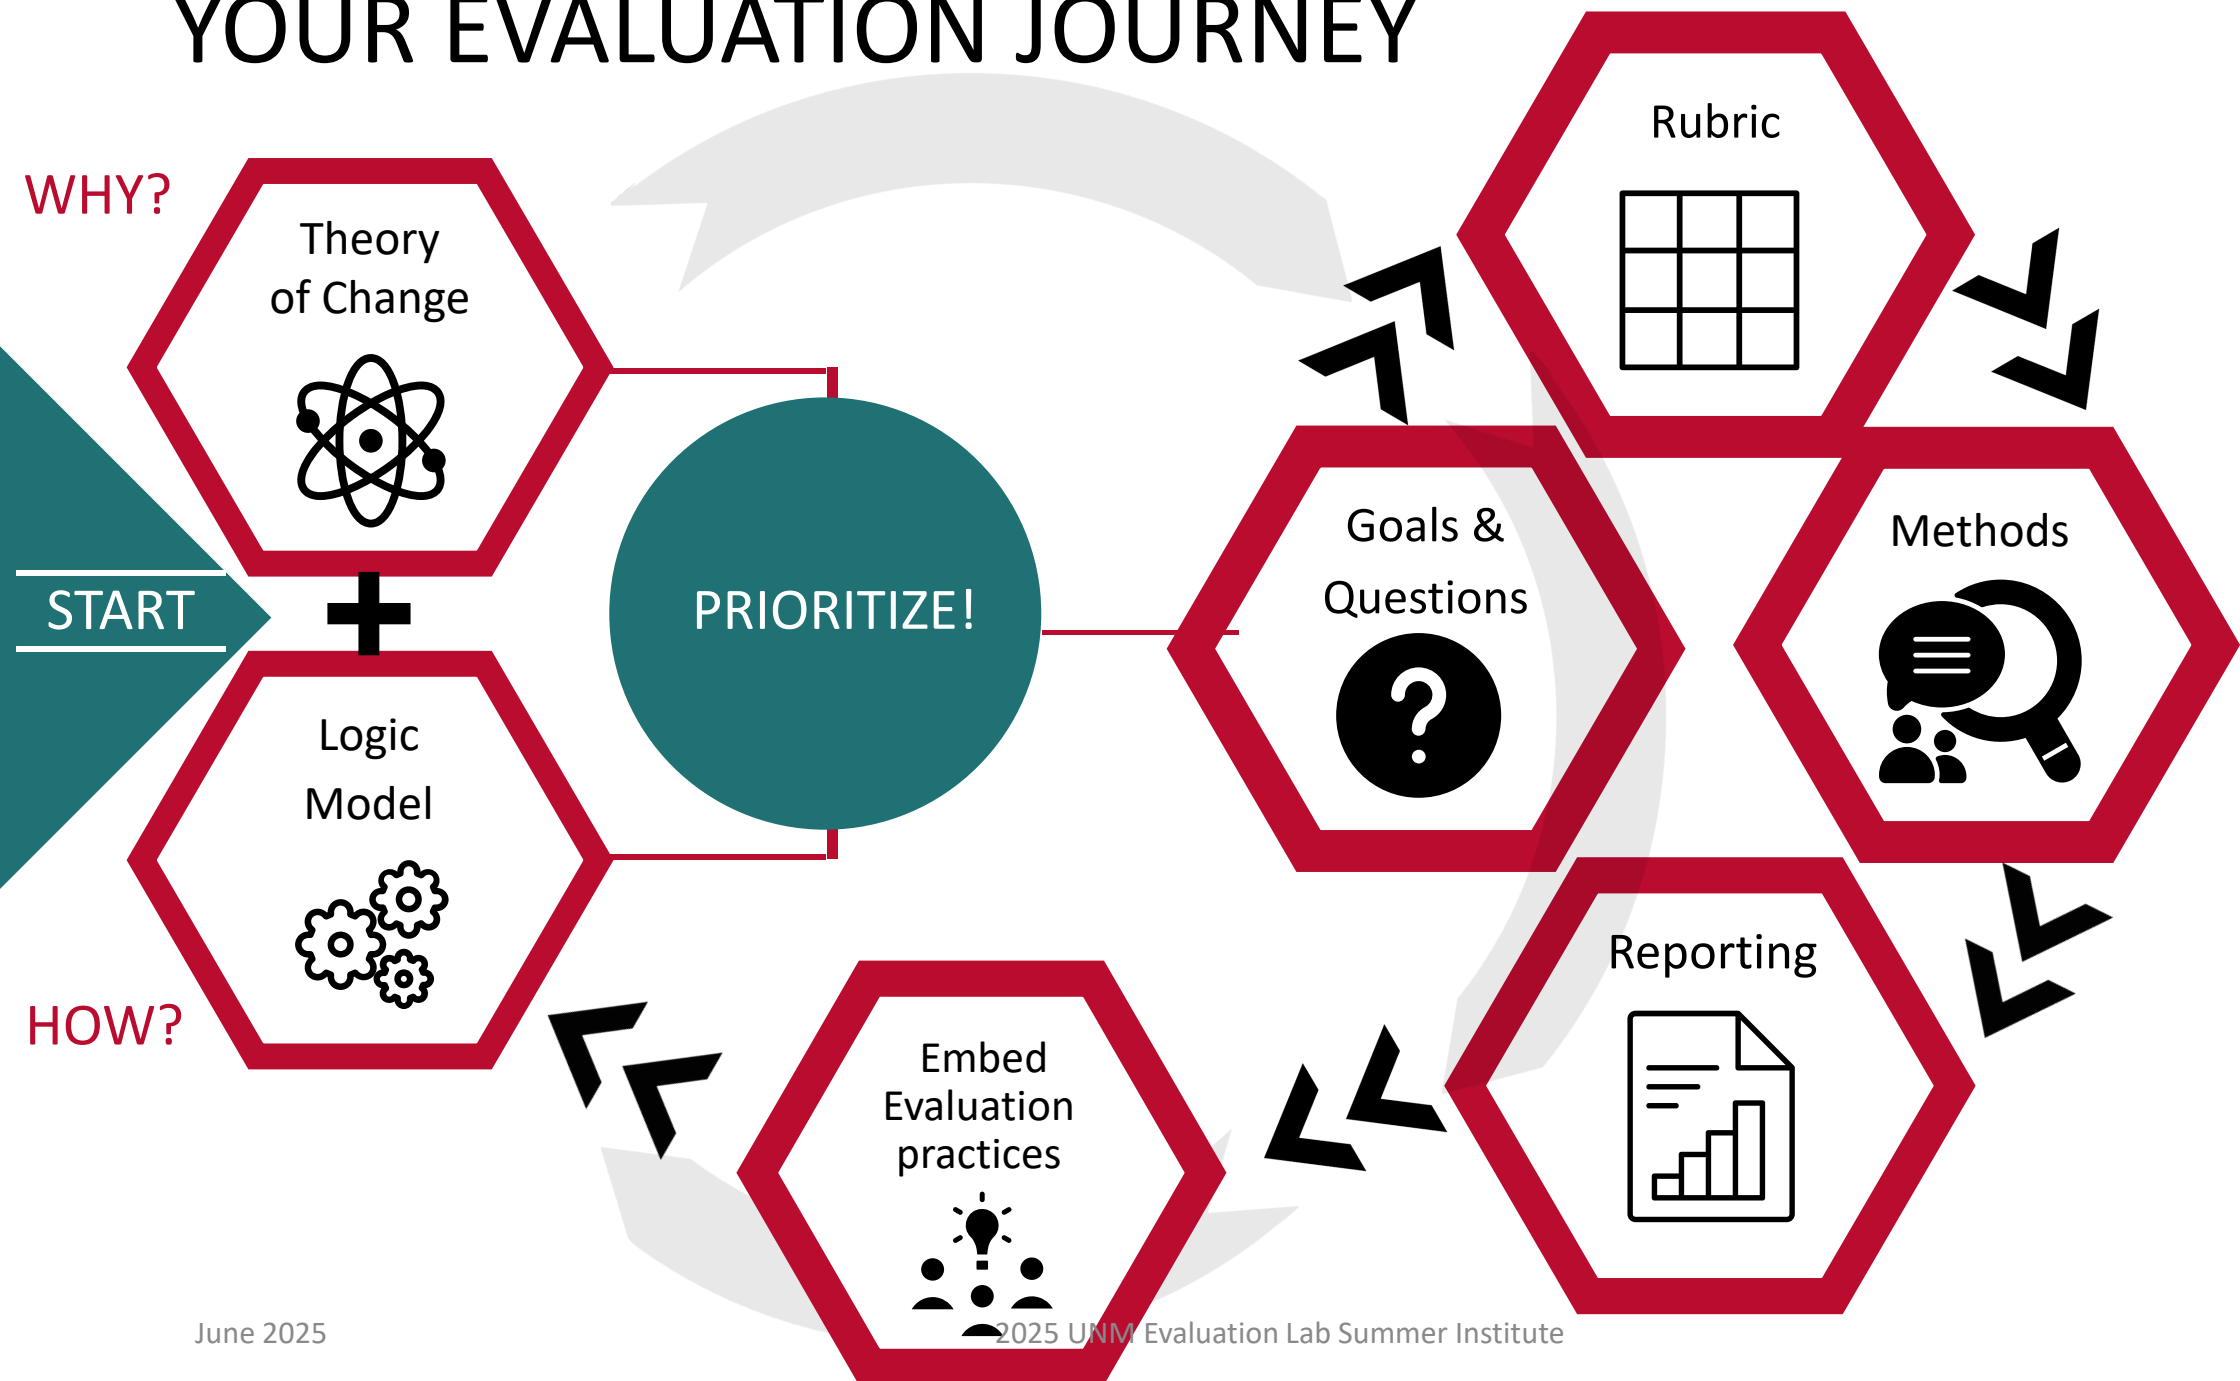 YOUR EVALUATION JOURNEY
WHY?
Theory
of Change
START
Logic
Model
HOW?
PRIORITIZE!
Goals &
Questions
Rubric
Methods
Reporting
Embed
Evaluation
practices
June 2025
2025 UNM Evaluation Lab Summer Institute